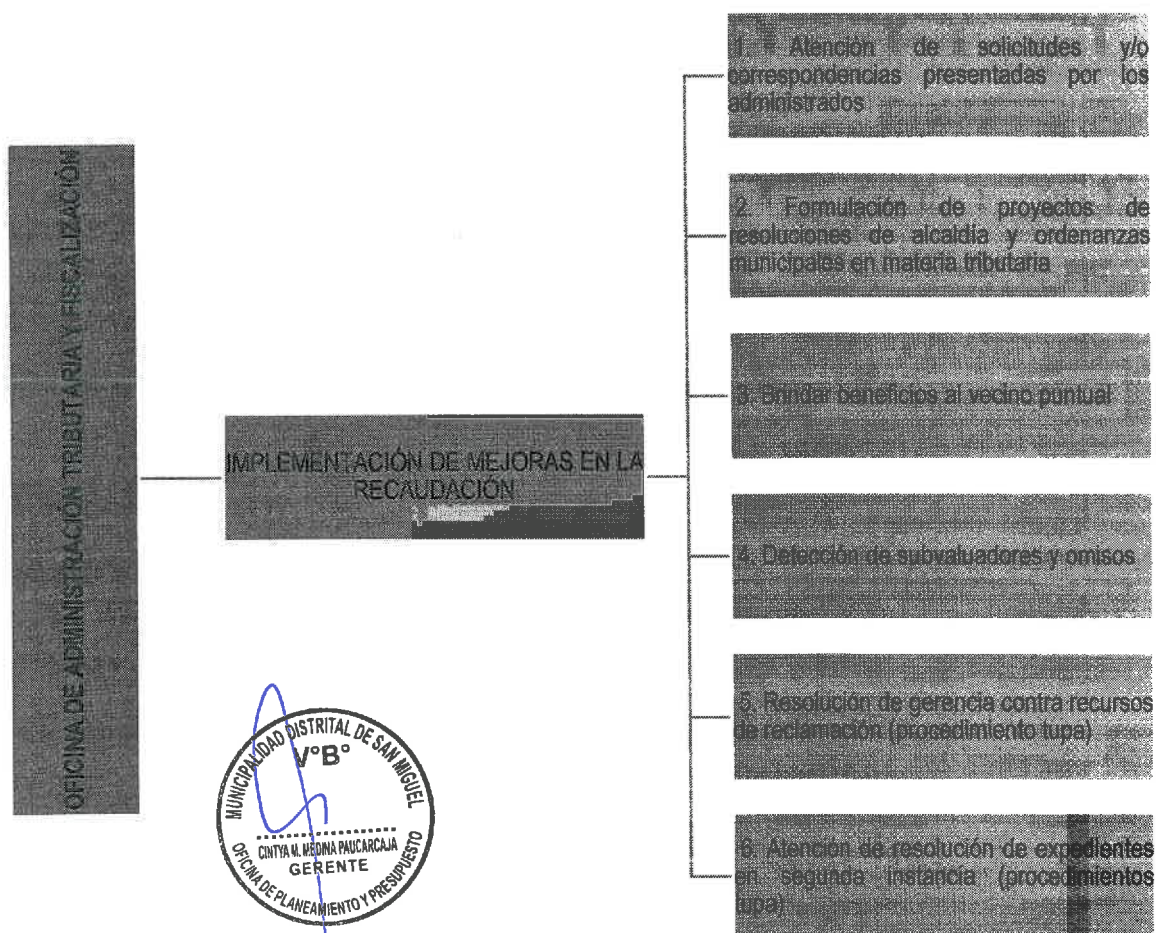 OFICINA DE ADMINISTRACIÓN TRIBUTARIA Y FISCALIZACIÓN
IMPLEMENTACIÓN DE MEJORAS EN LA
RECAUDACIÓN
1. Atención de solicitudes y/o
correspondencias presentadas por los
administrados
2. Formulación de proyectos de
resoluciones de alcaldía y ordenanzas
municipales en materia tributaria
3. Brindar beneficios al vecino puntual
4. Detección de subvaluadores y omisos
5. Resolución de gerencia contra recursos
de reclamación (procedimiento tupa)
6. Atención de resolución de expedientes
en segunda instancia (procedimientos
tupa)
MUNICIPALIDAD DISTRITAL DE SAN MIGUEL
V°B°
CINTYA M. MEDINA PAUCARCAJA
GERENTE
OFICINA DE PLANEAMIENTO Y PRESUPUESTO